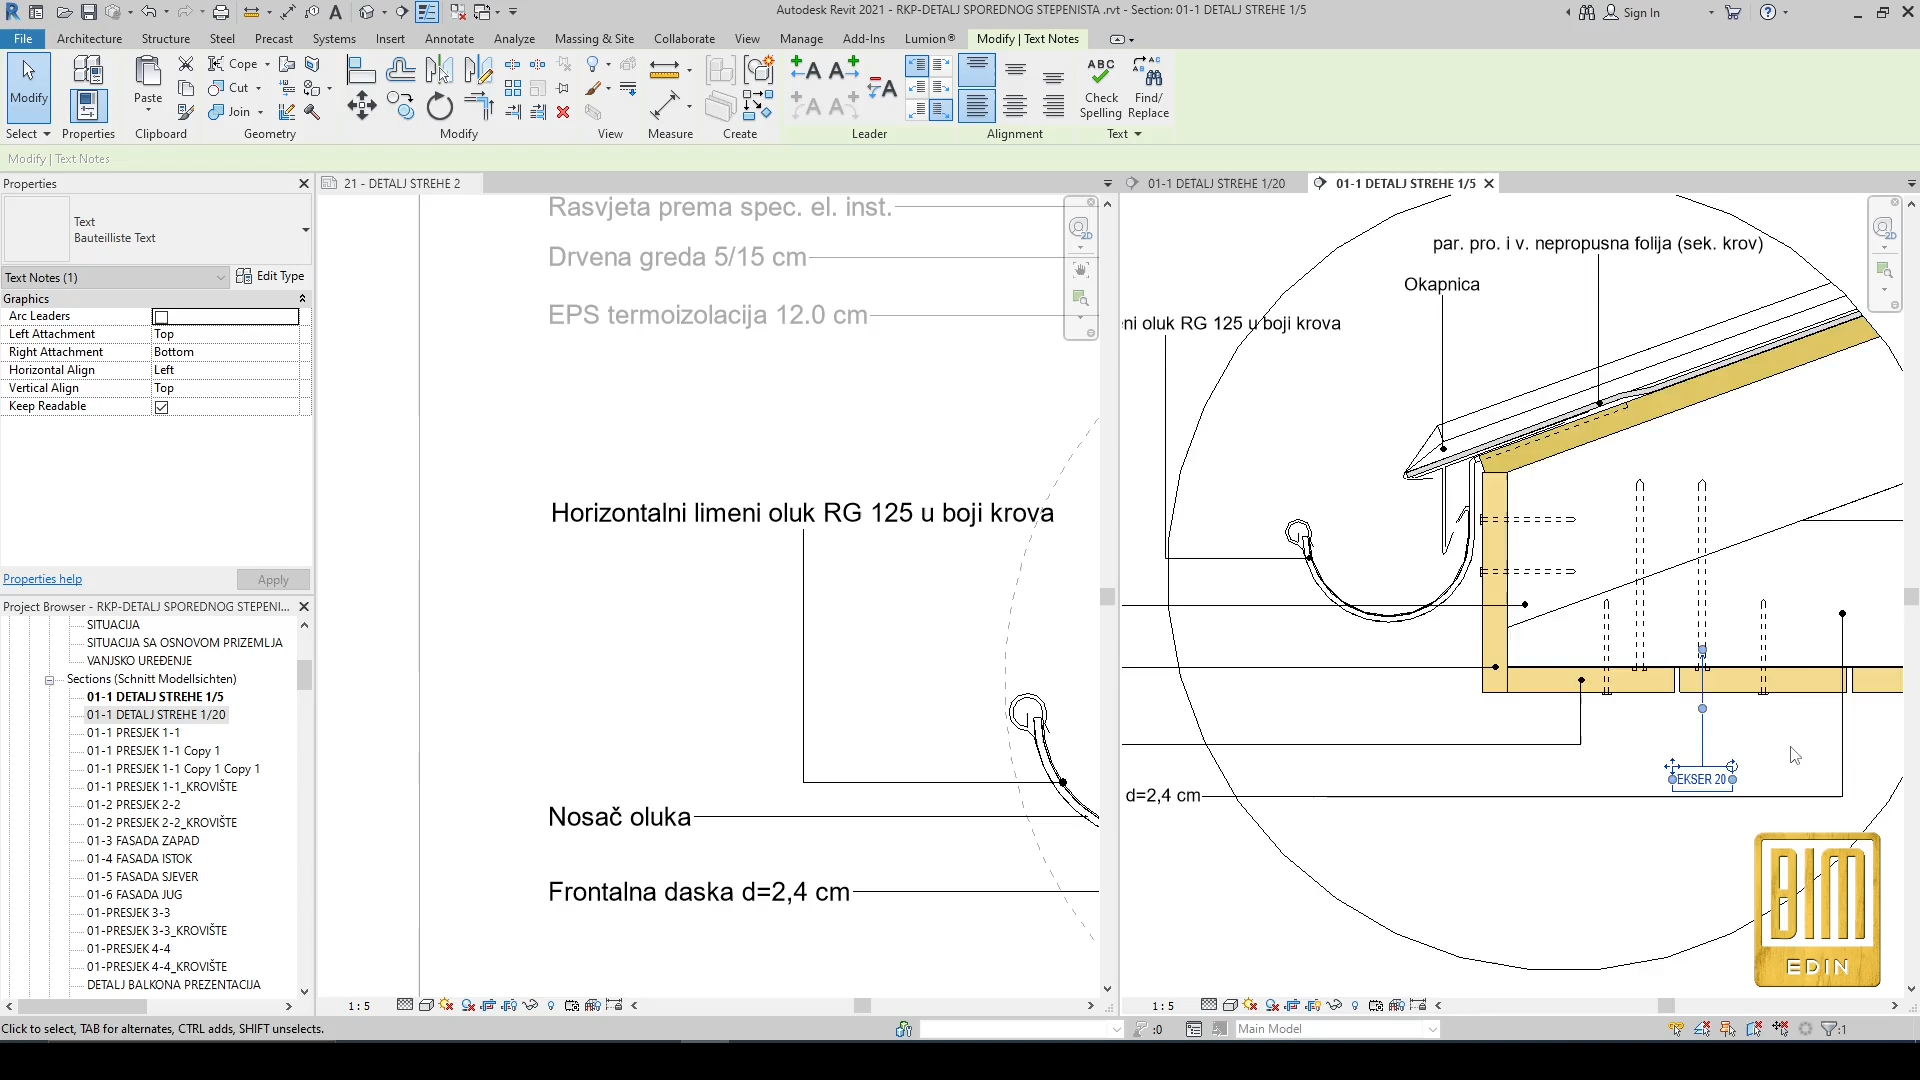 Autodesk Revit 2021 - RKP-DETALJ SPOREDNOG STEPENISTA .rvt - Section: 01-1 DETALJ STREHE 1/5
Sign In
File Architecture Structure Steel Precast Systems Insert Annotate Analyze Massing & Site Collaborate View Manage Add-Ins Lumion® Modify | Text Notes
Modify
Paste
Cope
Cut
Join
ABC
Check Spelling
Find/ Replace
Select Properties Clipboard Geometry Modify View Measure Create Leader Alignment Text
Modify | Text Notes
Properties
Text
Bauteilliste Text
Text Notes (1)
Edit Type
Graphics
Arc Leaders
Left Attachment Top
Right Attachment Bottom
Horizontal Align Left
Vertical Align Top
Keep Readable
Properties help
Apply
Project Browser - RKP-DETALJ SPOREDNOG STEPENI...
SITUACIJA
SITUACIJA SA OSNOVOM PRIZEMLJA
VANJSKO UREĐENJE
Sections (Schnitt Modellsichten)
01-1 DETALJ STREHE 1/5
01-1 DETALJ STREHE 1/20
01-1 PRESJEK 1-1
01-1 PRESJEK 1-1 Copy 1
01-1 PRESJEK 1-1 Copy 1 Copy 1
01-1 PRESJEK 1-1_KROVIŠTE
01-2 PRESJEK 2-2
01-2 PRESJEK 2-2_KROVIŠTE
01-3 FASADA ZAPAD
01-4 FASADA ISTOK
01-5 FASADA SJEVER
01-6 FASADA JUG
01-PRESJEK 3-3
01-PRESJEK 3-3_KROVIŠTE
01-PRESJEK 4-4
01-PRESJEK 4-4_KROVIŠTE
DETALJ BALKONA PREZENTACIJA
21 - DETALJ STREHE 2
Rasvjeta prema spec. el. inst.
Drvena greda 5/15 cm
EPS termoizolacija 12.0 cm
Horizontalni limeni oluk RG 125 u boji krova
Nosač oluka
Frontalna daska d=2,4 cm
1 : 5
01-1 DETALJ STREHE 1/20
01-1 DETALJ STREHE 1/5
par. pro. i v. nepropusna folija (sek. krov)
Okapnica
ni oluk RG 125 u boji krova
EKSER 20
d=2,4 cm
BIM
EDIN
1 : 5
Click to select, TAB for alternates, CTRL adds, SHIFT unselects.
:0
Main Model
:1